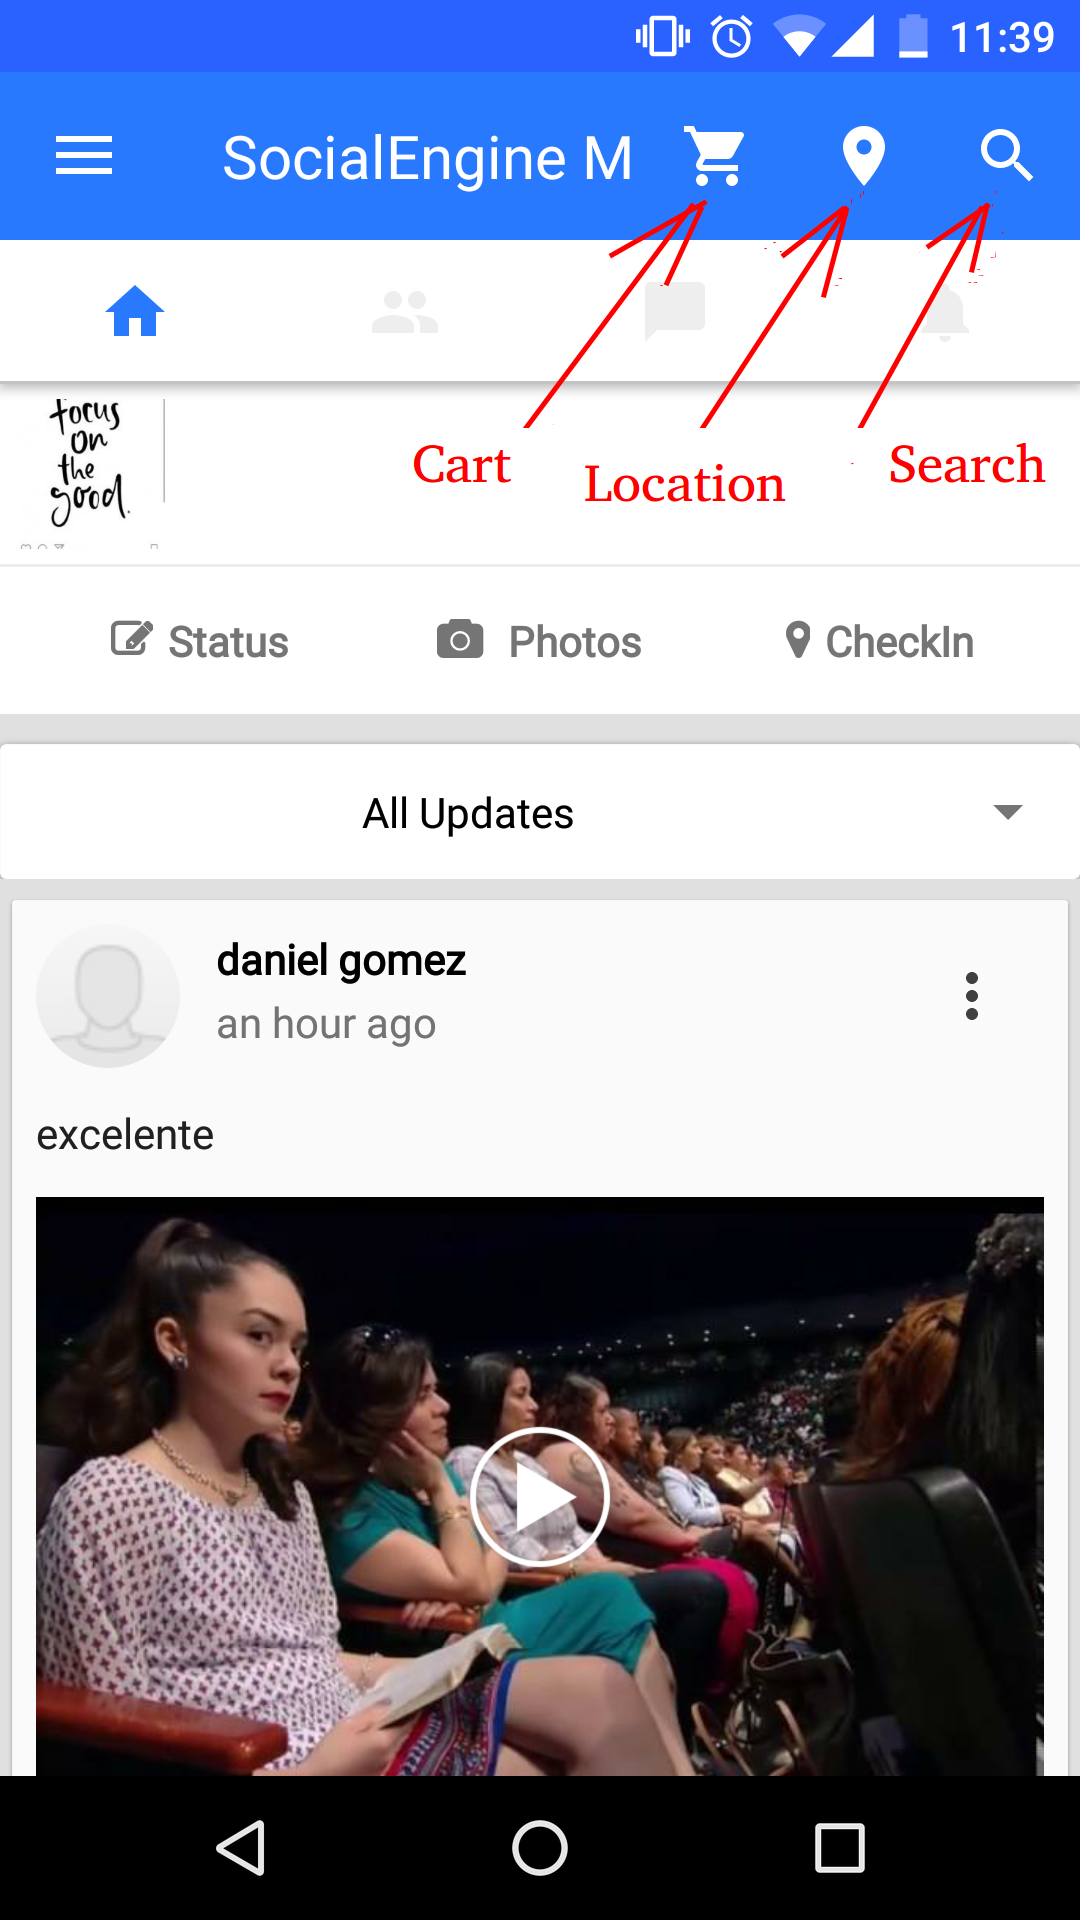 11:39
SocialEngine M
focus
on
the
good.
Cart
Location
Search
Status
Photos
CheckIn
All Updates
daniel gomez
an hour ago
excelente